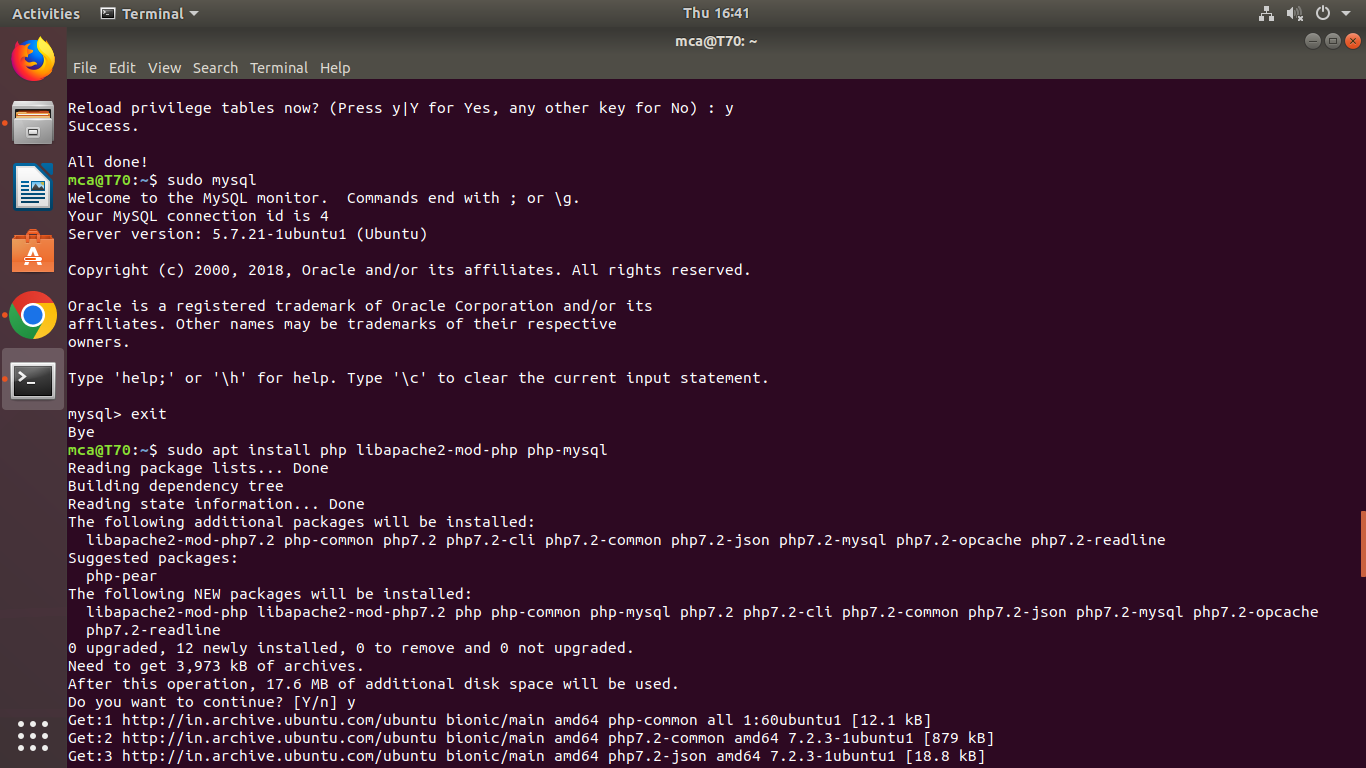 Activities Terminal Thu 16:41
mca@T70: ~
File Edit View Search Terminal Help
Reload privilege tables now? (Press y|Y for Yes, any other key for No) : y
Success.
All done!
mca@T70:~$ sudo mysql
Welcome to the MySQL monitor.  Commands end with ; or \g.
Your MySQL connection id is 4
Server version: 5.7.21-1ubuntu1 (Ubuntu)
Copyright (c) 2000, 2018, Oracle and/or its affiliates. All rights reserved.
Oracle is a registered trademark of Oracle Corporation and/or its
affiliates. Other names may be trademarks of their respective
owners.
Type 'help;' or '\h' for help. Type '\c' to clear the current input statement.
mysql> exit
Bye
mca@T70:~$ sudo apt install php libapache2-mod-php php-mysql
Reading package lists... Done
Building dependency tree
Reading state information... Done
The following additional packages will be installed:
  libapache2-mod-php7.2 php-common php7.2 php7.2-cli php7.2-common php7.2-json php7.2-mysql php7.2-opcache php7.2-readline
Suggested packages:
  php-pear
The following NEW packages will be installed:
  libapache2-mod-php libapache2-mod-php7.2 php php-common php-mysql php7.2 php7.2-cli php7.2-common php7.2-json php7.2-mysql php7.2-opcache
  php7.2-readline
0 upgraded, 12 newly installed, 0 to remove and 0 not upgraded.
Need to get 3,973 kB of archives.
After this operation, 17.6 MB of additional disk space will be used.
Do you want to continue? [Y/n] y
Get:1 http://in.archive.ubuntu.com/ubuntu bionic/main amd64 php-common all 1:60ubuntu1 [12.1 kB]
Get:2 http://in.archive.ubuntu.com/ubuntu bionic/main amd64 php7.2-common amd64 7.2.3-1ubuntu1 [879 kB]
Get:3 http://in.archive.ubuntu.com/ubuntu bionic/main amd64 php7.2-json amd64 7.2.3-1ubuntu1 [18.8 kB]